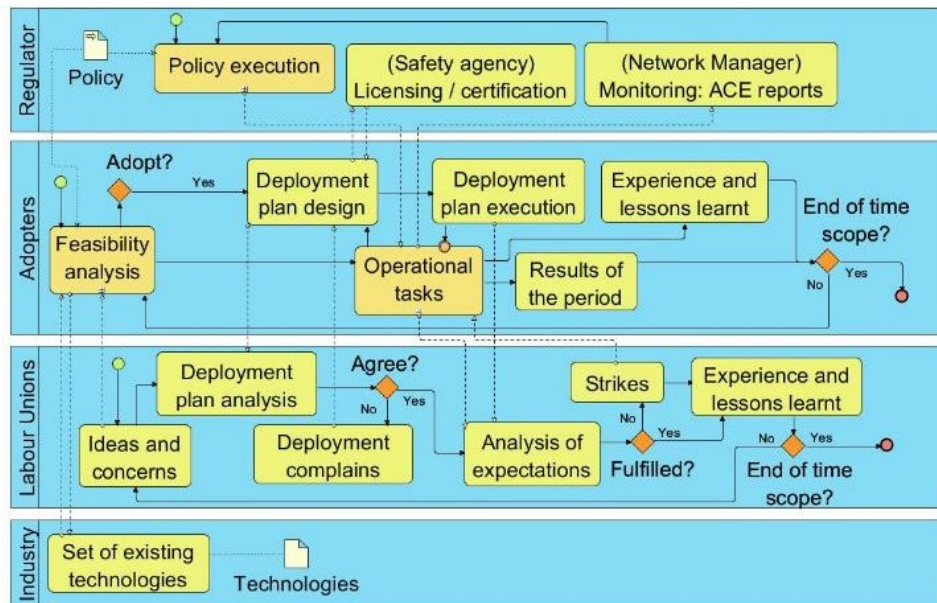 Regulator
Policy
Policy execution
(Safety agency)
Licensing / certification
(Network Manager)
Monitoring: ACE reports
Adopters
Adopt?
Yes
Deployment
plan design
Deployment
plan execution
Experience and
lessons learnt
End of time
scope?
Yes
No
Feasibility
analysis
Operational
tasks
Results of
the period
Labour Unions
Deployment
plan analysis
Agree?
No
Yes
Ideas and
concerns
Deployment
complains
Analysis of
expectations
Strikes
No
Yes
Fulfilled?
Experience and
lessons learnt
No
Yes
End of time
scope?
Industry
Set of existing
technologies
Technologies